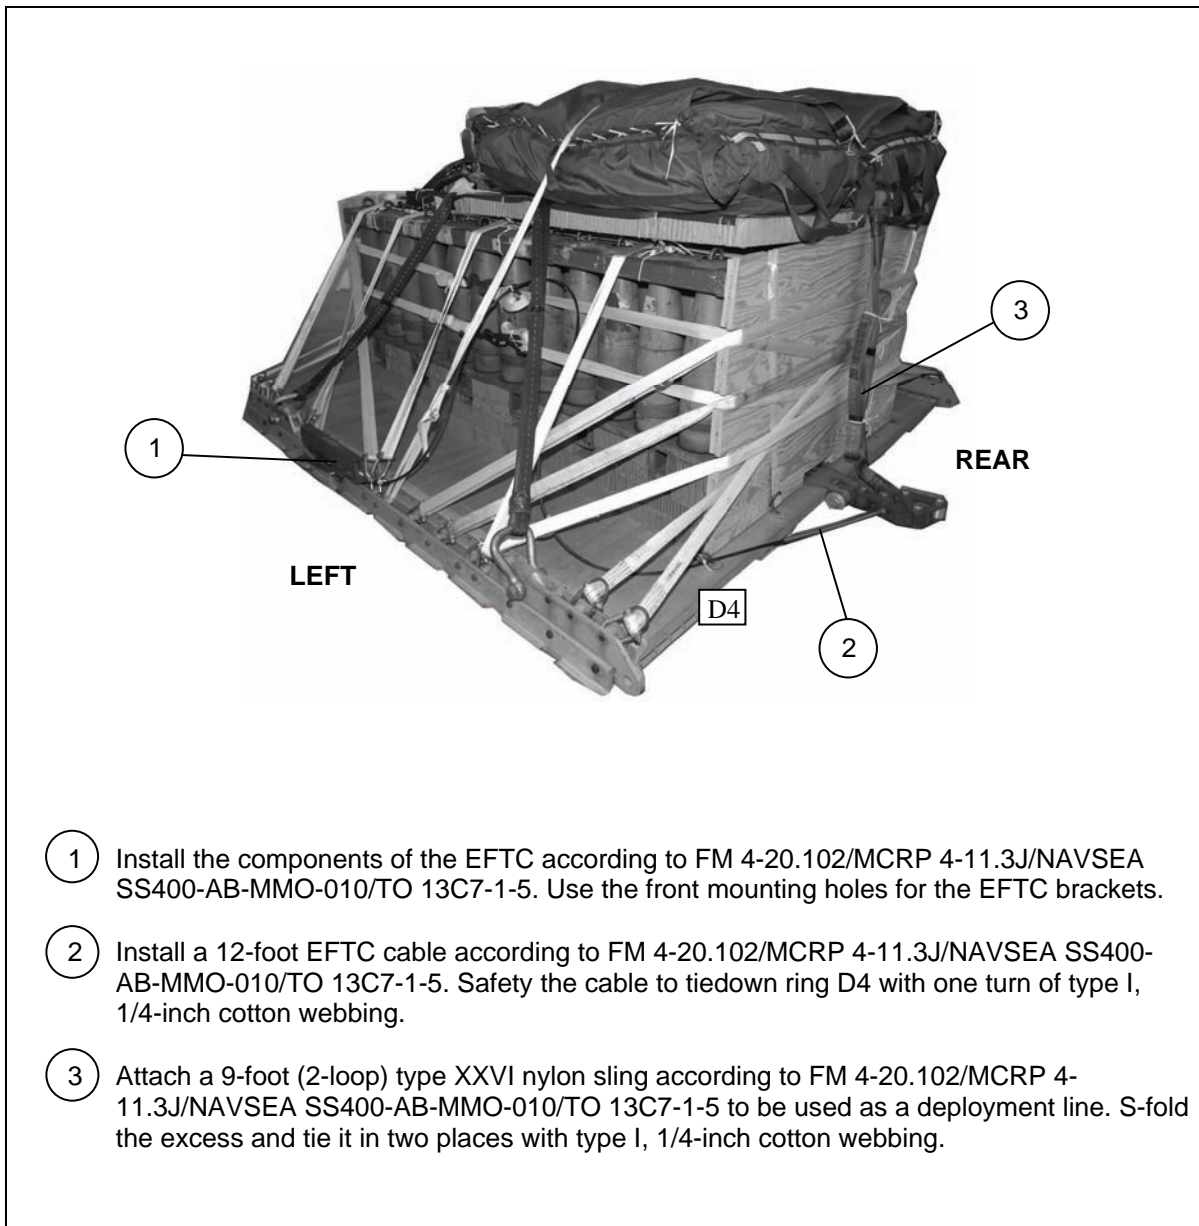 3
1
REAR
LEFT
D4
2
1 Install the components of the EFTC according to FM 4-20.102/MCRP 4-11.3J/NAVSEA
SS400-AB-MMO-010/TO 13C7-1-5. Use the front mounting holes for the EFTC brackets.
2 Install a 12-foot EFTC cable according to FM 4-20.102/MCRP 4-11.3J/NAVSEA SS400-
AB-MMO-010/TO 13C7-1-5. Safety the cable to tiedown ring D4 with one turn of type I,
1/4-inch cotton webbing.
3 Attach a 9-foot (2-loop) type XXVI nylon sling according to FM 4-20.102/MCRP 4-
11.3J/NAVSEA SS400-AB-MMO-010/TO 13C7-1-5 to be used as a deployment line. S-fold
the excess and tie it in two places with type I, 1/4-inch cotton webbing.